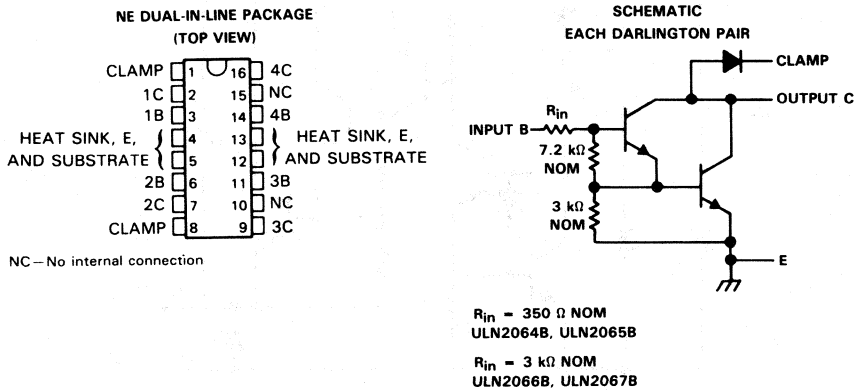 NE DUAL-IN-LINE PACKAGE
(TOP VIEW)
CLAMP 1 16 4C
1C 2 15 NC
1B 3 14 4B
HEAT SINK, E, 4 13 HEAT SINK, E,
AND SUBSTRATE 5 12 AND SUBSTRATE
2B 6 11 3B
2C 7 10 NC
CLAMP 8 9 3C
NC—No internal connection
SCHEMATIC
EACH DARLINGTON PAIR
CLAMP
OUTPUT C
Rin
INPUT B
7.2 kΩ
NOM
3 kΩ
NOM
E
Rin = 350 Ω NOM
ULN2064B, ULN2065B
Rin = 3 kΩ NOM
ULN2066B, ULN2067B